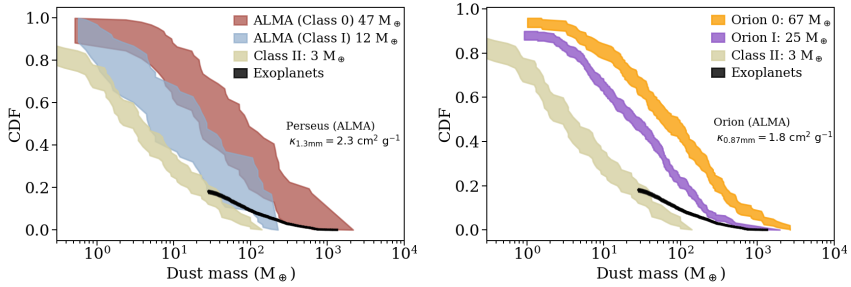 ALMA (Class 0) 47 M⊕
ALMA (Class I) 12 M⊕
Class II: 3 M⊕
Exoplanets
Perseus (ALMA)
κ1.3mm = 2.3 cm² g⁻¹
CDF
1.0
0.8
0.6
0.4
0.2
0.0
10⁰ 10¹ 10² 10³ 10⁴
Dust mass (M⊕)
Orion 0: 67 M⊕
Orion I: 25 M⊕
Class II: 3 M⊕
Exoplanets
Orion (ALMA)
κ0.87mm = 1.8 cm² g⁻¹
CDF
1.0
0.8
0.6
0.4
0.2
0.0
10⁰ 10¹ 10² 10³ 10⁴
Dust mass (M⊕)